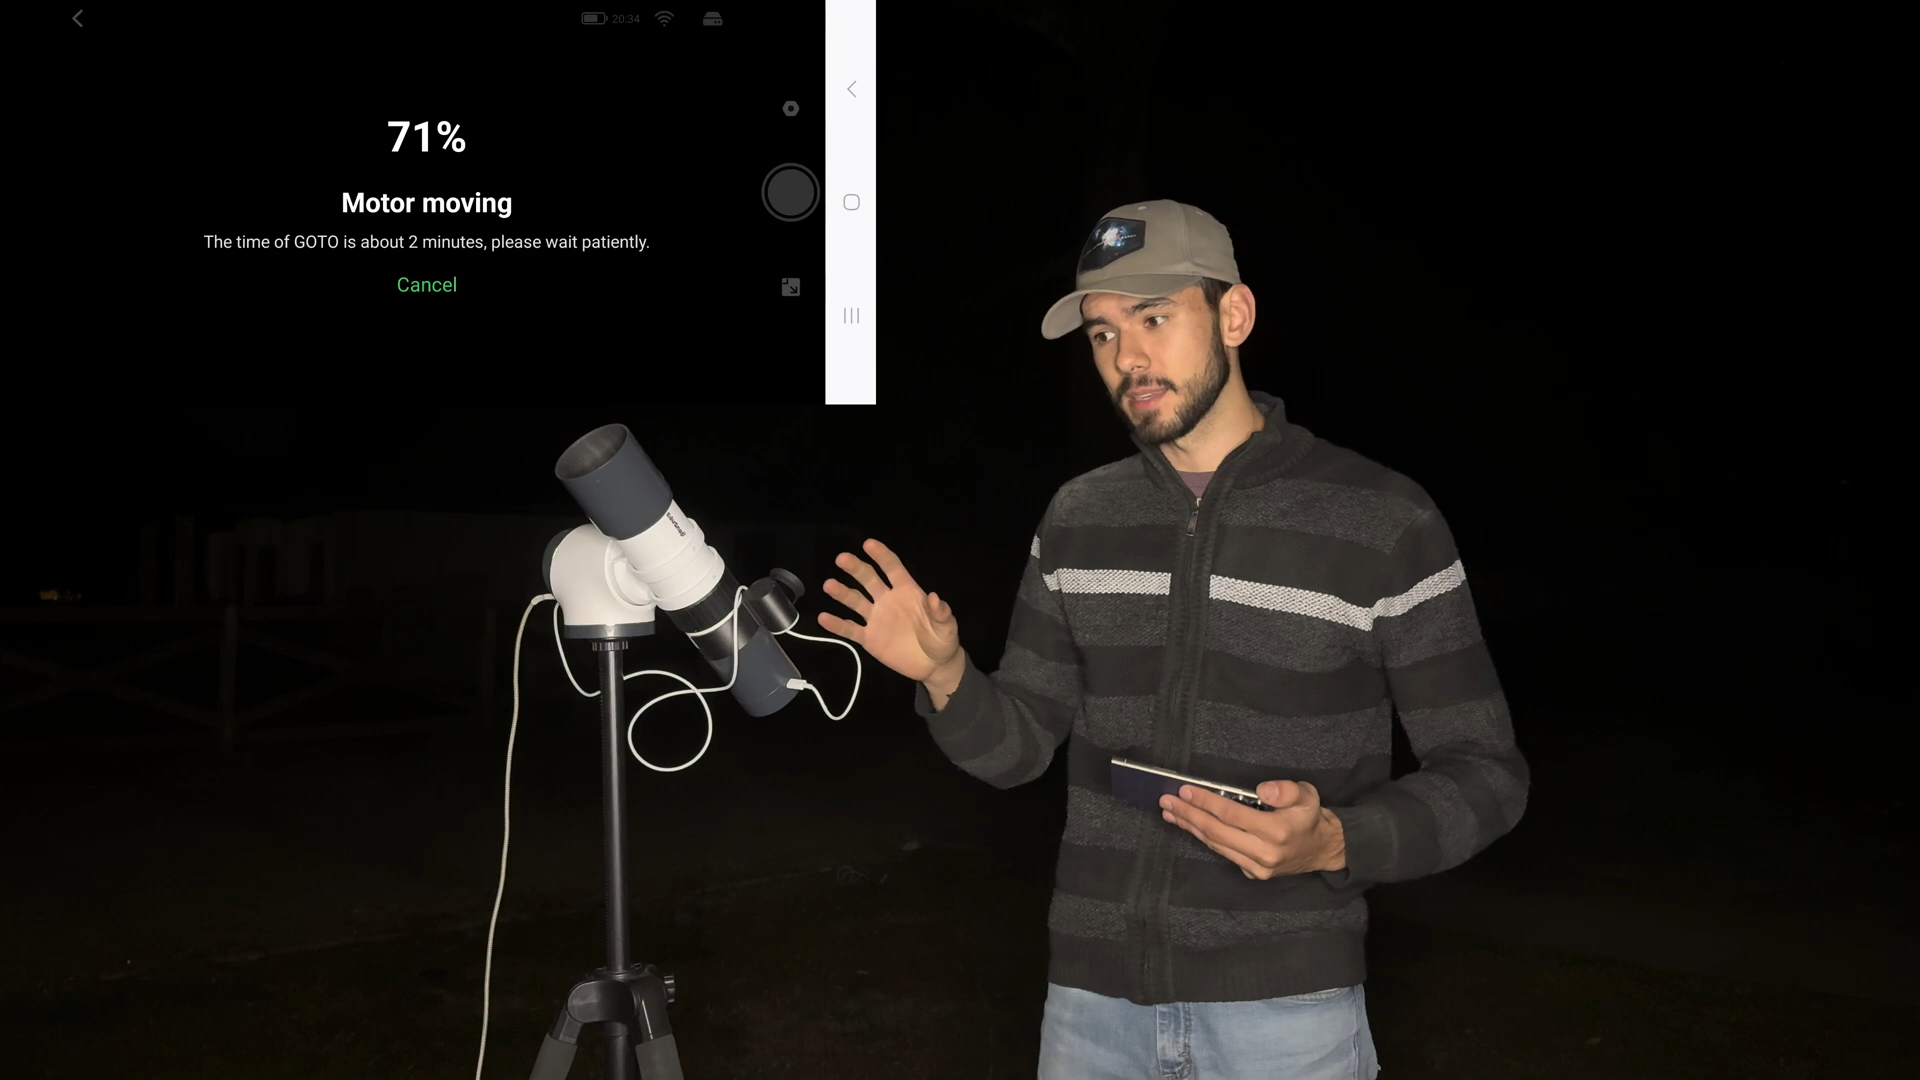 20:34
71%
Motor moving
The time of GOTO is about 2 minutes, please wait patiently.
Cancel